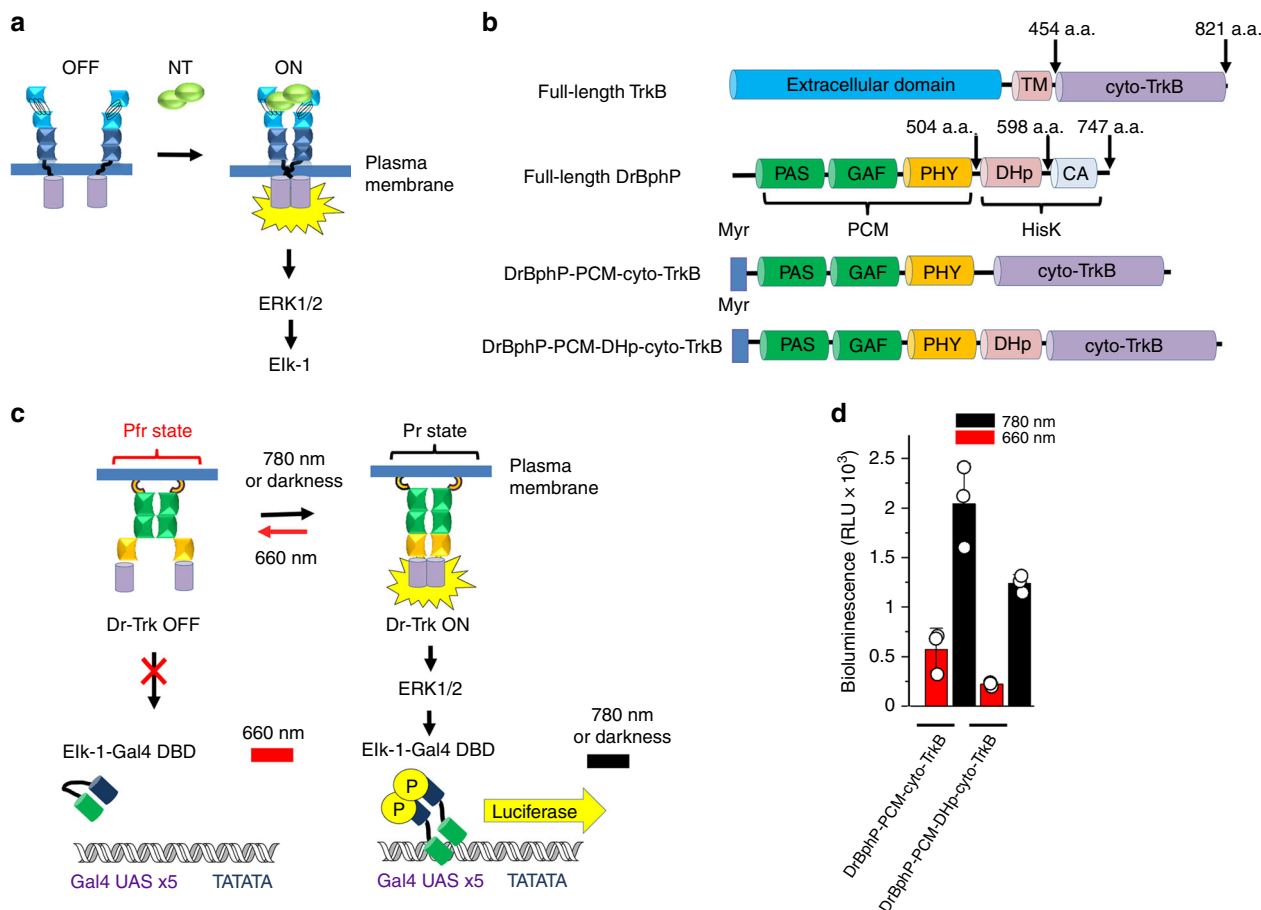 a
OFF
NT
ON
Plasma
membrane
ERK1/2
Elk-1
b
454 a.a.
821 a.a.
Full-length TrkB
Extracellular domain
TM
cyto-TrkB
504 a.a.
598 a.a.
747 a.a.
Full-length DrBphP
PAS
GAF
PHY
DHp
CA
PCM
HisK
Myr
DrBphP-PCM-cyto-TrkB
PAS
GAF
PHY
cyto-TrkB
Myr
DrBphP-PCM-DHp-cyto-TrkB
PAS
GAF
PHY
DHp
cyto-TrkB
c
Pfr state
780 nm
or darkness
660 nm
Pr state
Plasma
membrane
Dr-Trk OFF
Dr-Trk ON
ERK1/2
Elk-1-Gal4 DBD
660 nm
Elk-1-Gal4 DBD
780 nm
or darkness
P
P
Luciferase
Gal4 UAS x5
TATATA
Gal4 UAS x5
TATATA
d
780 nm
660 nm
Bioluminescence (RLU × 10³)
2.5
2
1.5
1
0.5
0
DrBphP-PCM-cyto-TrkB
DrBphP-PCM-DHp-cyto-TrkB